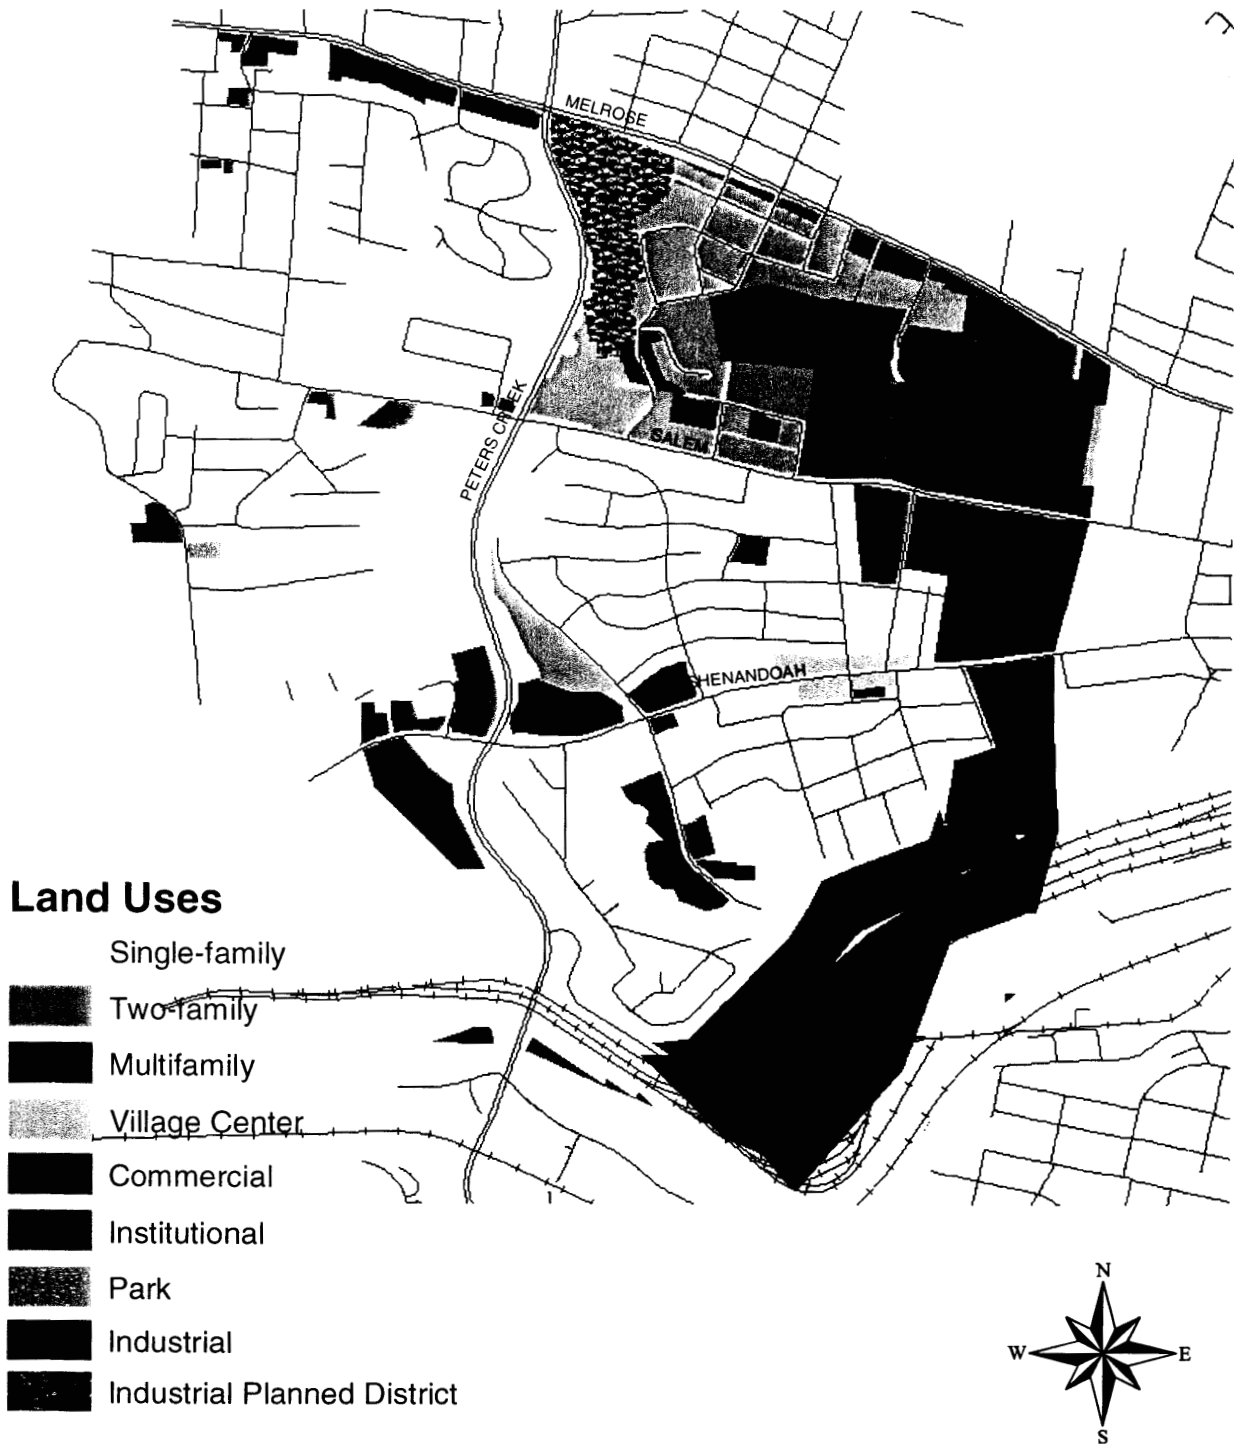 MELROSE
PETERS CREEK
SALEM
SHENANDOAH
Land Uses
Single-family
Two-family
Multifamily
Village Center
Commercial
Institutional
Park
Industrial
Industrial Planned District
N
W
E
S